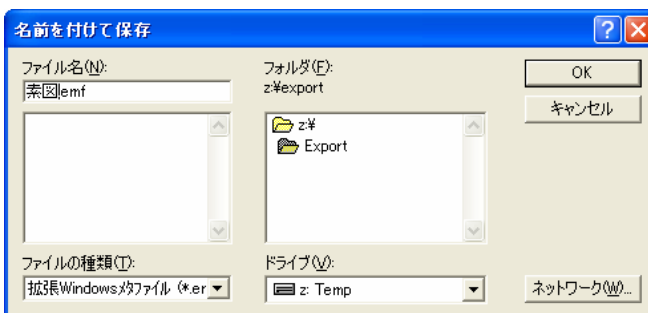 名前を付けて保存
ファイル名(N):
素図emf
フォルダ(F):
z:¥export
OK
キャンセル
z:¥
Export
ファイルの種類(T):
拡張Windowsメタファイル (*.er
ドライブ(V):
z: Temp
ネットワーク(W)...